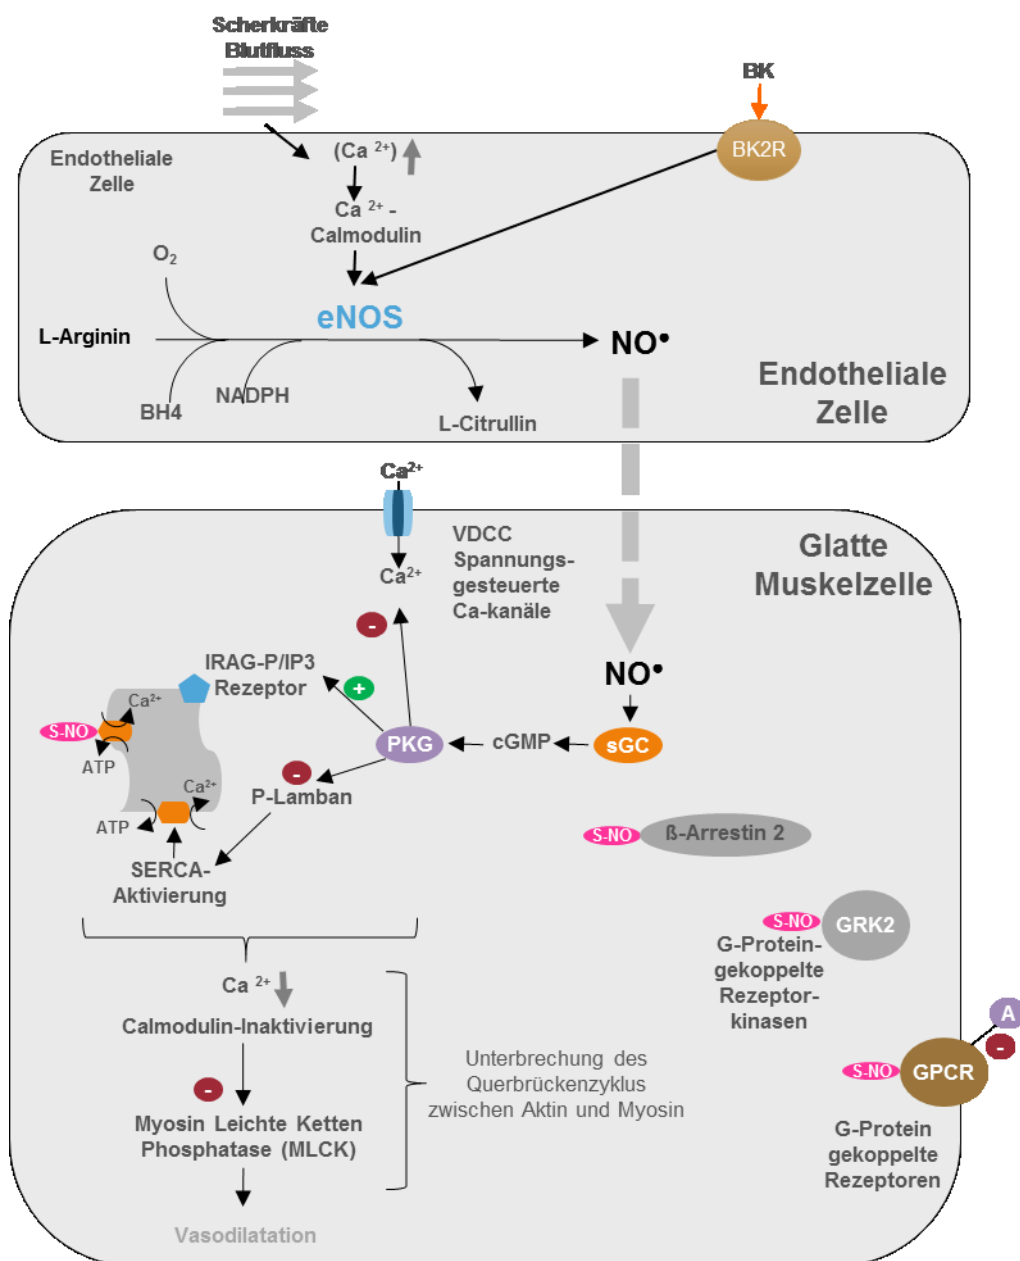 Scherkräfte
Blutfluss
BK
BK2R
Endotheliale
Zelle
(Ca 2+)
Ca 2+ -
Calmodulin
O2
eNOS
L-Arginin
NO•
BH4
NADPH
L-Citrullin
Endotheliale
Zelle
Ca2+
VDCC
Spannungs-
gesteuerte
Ca-kanäle
Ca2+
Glatte
Muskelzelle
-
IRAG-P/IP3
Rezeptor
+
NO•
Ca2+
S-NO
ATP
PKG
cGMP
sGC
-
P-Lamban
Ca2+
ATP
SERCA-
Aktivierung
S-NO
ß-Arrestin 2
S-NO
GRK2
G-Protein-
gekoppelte
Rezeptor-
kinasen
Ca 2+
Calmodulin-Inaktivierung
-
Myosin Leichte Ketten
Phosphatase (MLCK)
Unterbrechung des
Querbrückenzyklus
zwischen Aktin und Myosin
A
-
S-NO
GPCR
G-Protein
gekoppelte
Rezeptoren
Vasodilatation